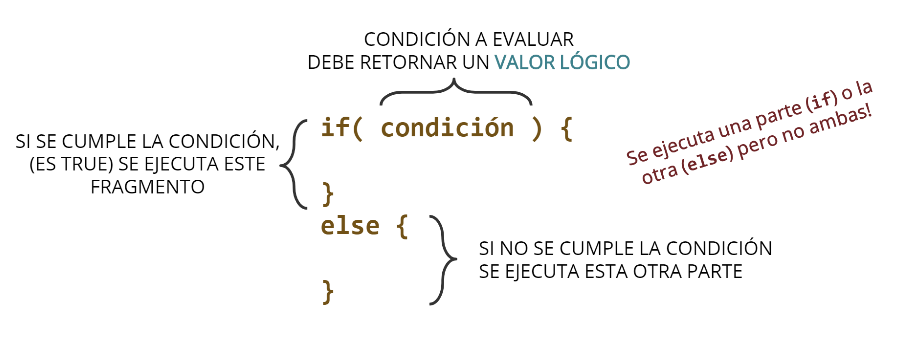 CONDICIÓN A EVALUAR
DEBE RETORNAR UN VALOR LÓGICO
if( condición ) {
SI SE CUMPLE LA CONDICIÓN,
(ES TRUE) SE EJECUTA ESTE
FRAGMENTO
}
else {
}
SI NO SE CUMPLE LA CONDICIÓN
SE EJECUTA ESTA OTRA PARTE
Se ejecuta una parte (if) o la
otra (else) pero no ambas!